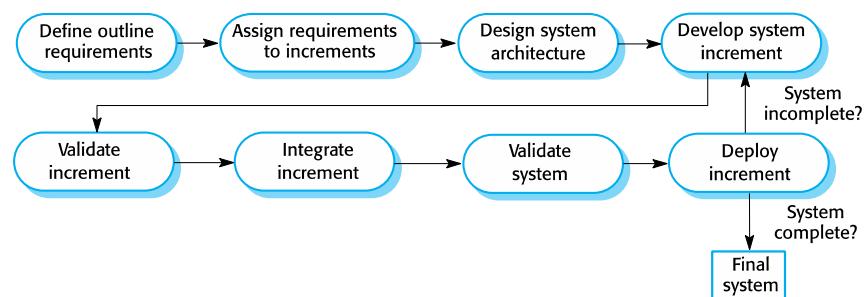 Define outline
requirements
Assign requirements
to increments
Design system
architecture
Develop system
increment
System
incomplete?
Validate
increment
Integrate
increment
Validate
system
Deploy
increment
System
complete?
Final
system